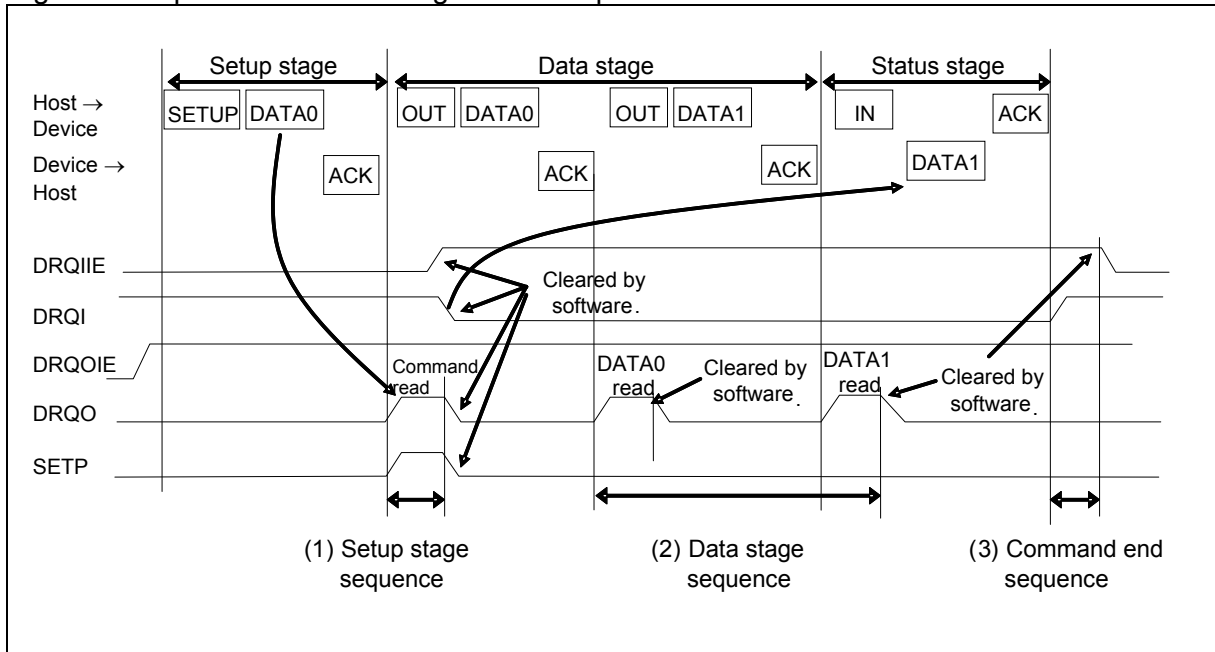 Setup stage
Data stage
Status stage
Host →
Device
SETUP
DATA0
OUT
DATA0
OUT
DATA1
IN
ACK
Device →
Host
ACK
ACK
ACK
DATA1
DRQIIE
Cleared by
software.
DRQI
DRQOIE
Command
read
DATA0
read
Cleared by
software.
DATA1
read
Cleared by
software.
DRQO
SETP
(1) Setup stage
sequence
(2) Data stage
sequence
(3) Command end
sequence